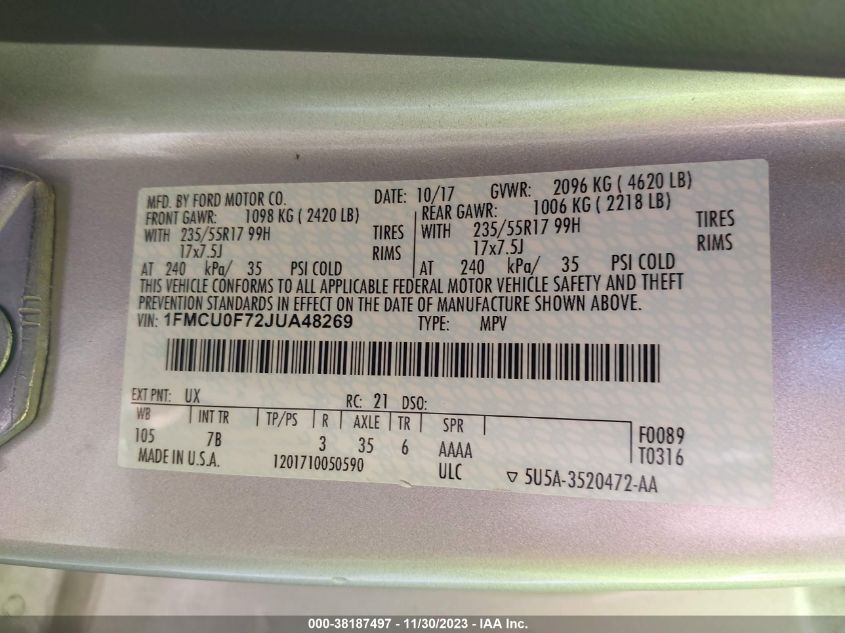 MFD. BY FORD MOTOR CO. DATE: 10/17 GVWR: 2096 KG ( 4620 LB)
FRONT GAWR: 1098 KG ( 2420 LB) REAR GAWR: 1006 KG ( 2218 LB)
WITH 235/55R17 99H TIRES WITH 235/55R17 99H TIRES
17x7.5J RIMS 17x7.5J RIMS
AT 240 kPa/ 35 PSI COLD AT 240 kPa/ 35 PSI COLD
THIS VEHICLE CONFORMS TO ALL APPLICABLE FEDERAL MOTOR VEHICLE SAFETY AND THEFT
PREVENTION STANDARDS IN EFFECT ON THE DATE OF MANUFACTURE SHOWN ABOVE.
VIN: 1FMCU0F72JUA48269 TYPE: MPV
EXT PNT: UX RC: 21 DSO:
WB INT TR TP/PS R AXLE TR SPR
105 7B 3 35 6 AAAA F0089
ULC T0316
MADE IN U.S.A. 1201710050590 ▽ 5U5A-3520472-AA
000-38187497 - 11/30/2023 - IAA Inc.